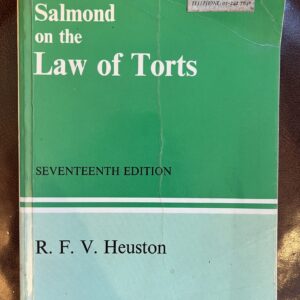 Salmond
on the
Law of Torts
SEVENTEENTH EDITION
R. F. V. Heuston